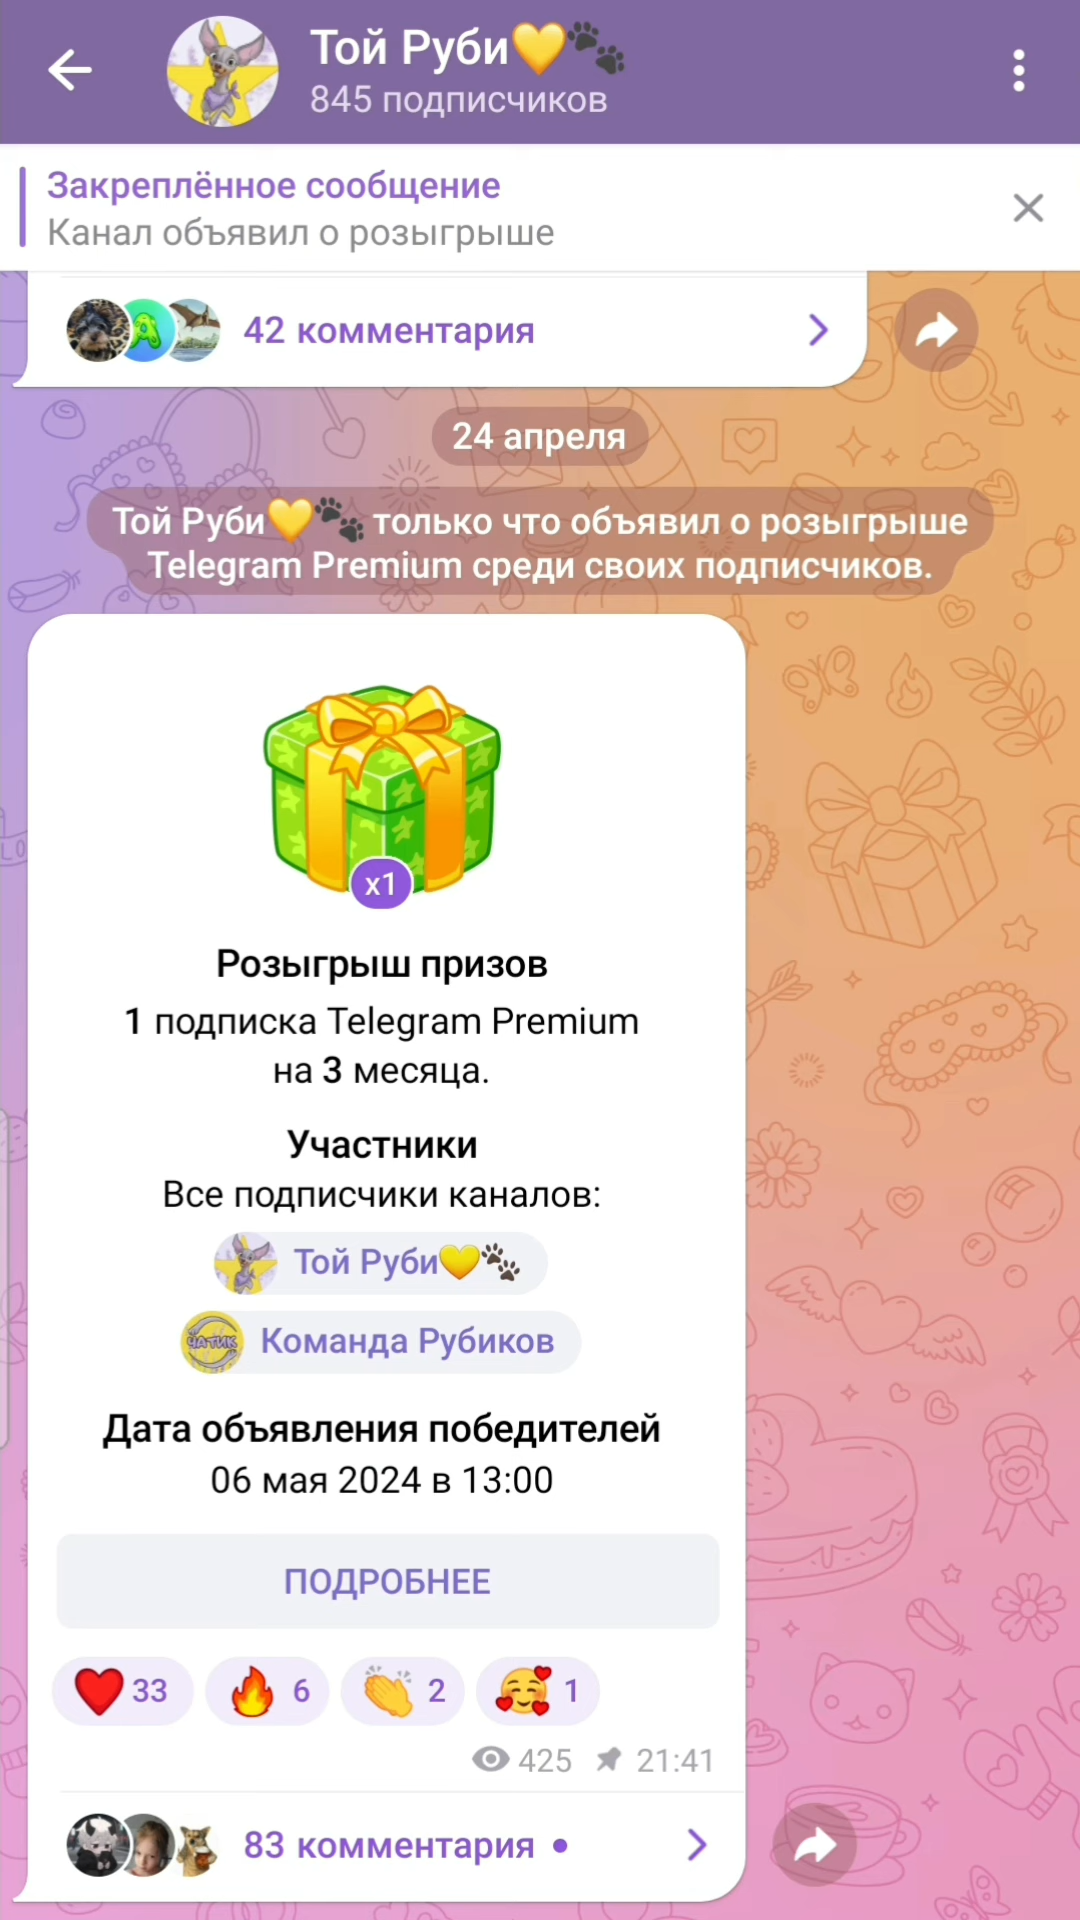 Той Руби💛🐾
845 подписчиков
Закреплённое сообщение
Канал объявил о розыгрыше
42 комментария
24 апреля
Той Руби💛🐾 только что объявил о розыгрыше
Telegram Premium среди своих подписчиков.
x1
Розыгрыш призов
1 подписка Telegram Premium
на 3 месяца.
Участники
Все подписчики каналов:
Той Руби💛🐾
ЧАТИК
Команда Рубиков
Дата объявления победителей
06 мая 2024 в 13:00
ПОДРОБНЕЕ
❤️ 33 🔥 6 👏 2 🥰 1
425 21:41
83 комментария